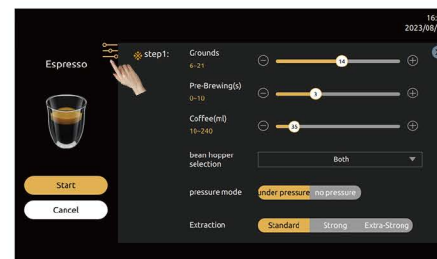 16:
2023/08/
Espresso
step1:
Grounds
6-21
14
Pre-Brewing(s)
0-10
3
Coffee(ml)
10-240
35
bean hopper
selection
Both
pressure mode
under pressure no pressure
Extraction
Standard Strong Extra-Strong
Start
Cancel